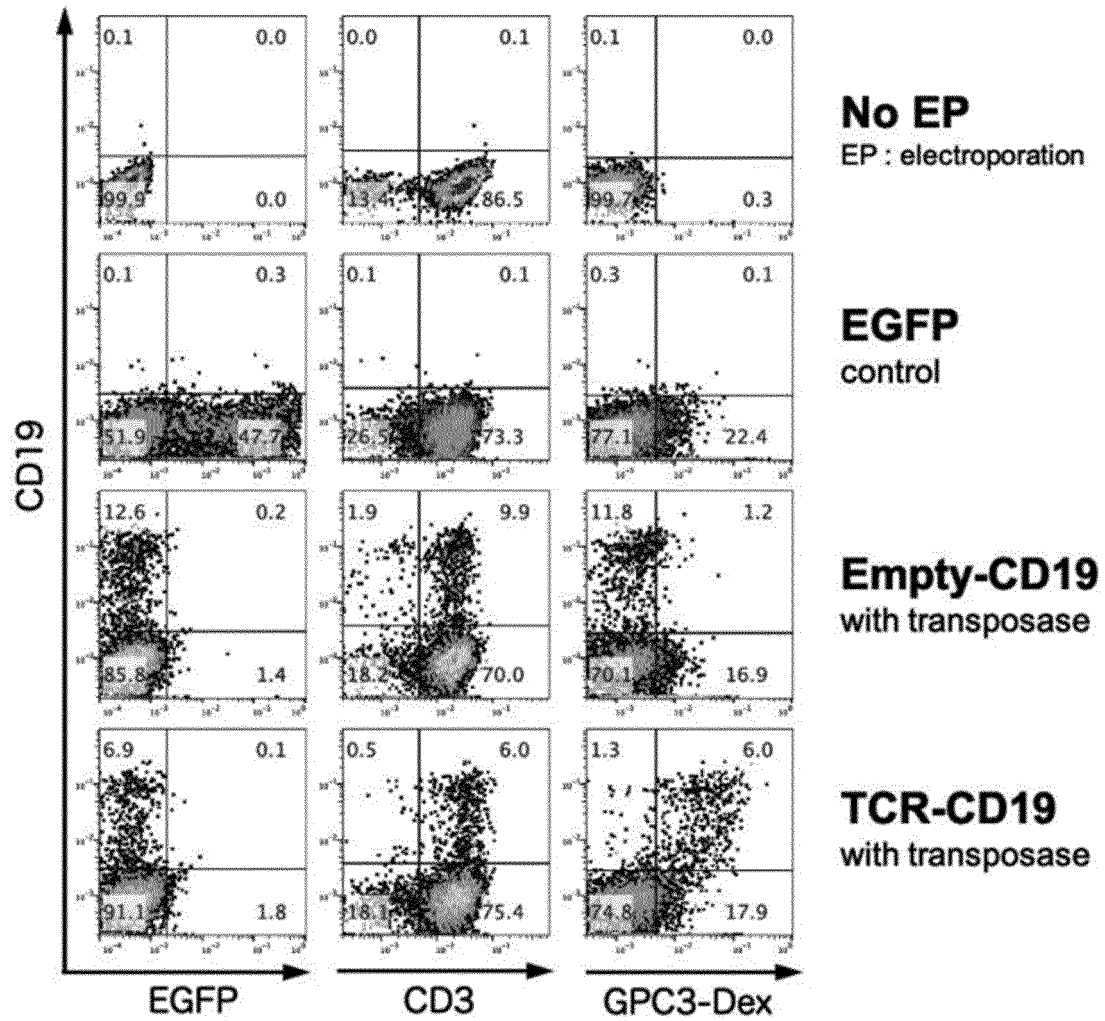 0.1 0.0 0.0 0.1 0.1 0.0
99.9 0.0 13.4 86.5 99.7 0.3
No EP
EP : electroporation
0.1 0.3 0.1 0.1 0.3 0.1
51.9 47.7 26.5 73.3 77.1 22.4
EGFP
control
12.6 0.2 1.9 9.9 11.8 1.2
85.8 1.4 18.2 70.0 70.1 16.9
Empty-CD19
with transposase
6.9 0.1 0.5 6.0 1.3 6.0
91.1 1.8 18.1 75.4 74.8 17.9
TCR-CD19
with transposase
CD19
EGFP CD3 GPC3-Dex